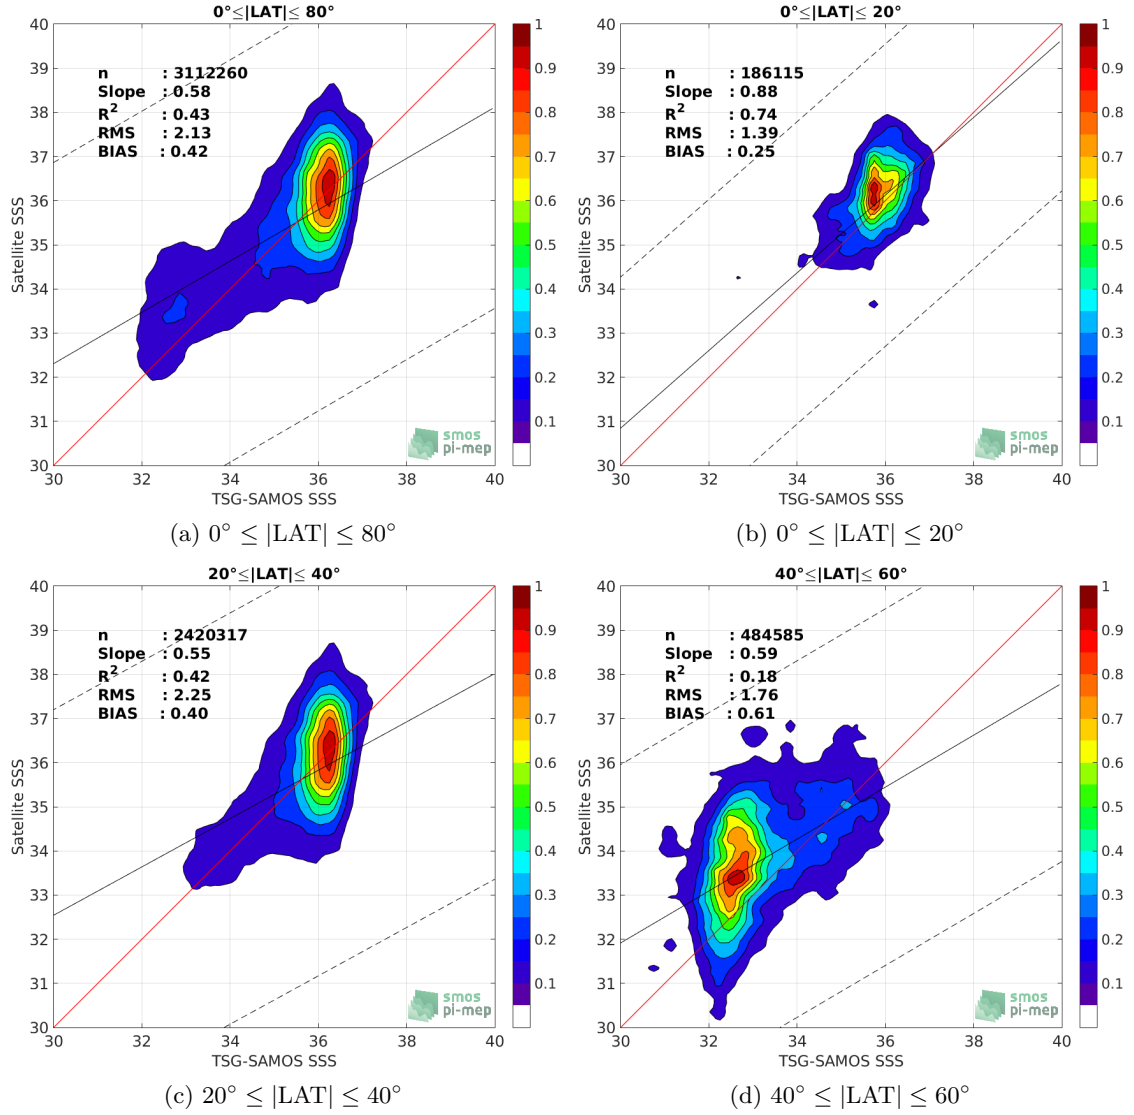 0°≤|LAT|≤ 80°
n : 3112260
Slope : 0.58
R² : 0.43
RMS : 2.13
BIAS : 0.42
40
39
38
37
36
35
34
33
32
31
30
Satellite SSS
30 32 34 36 38 40
TSG-SAMOS SSS
1
0.9
0.8
0.7
0.6
0.5
0.4
0.3
0.2
0.1
smos
pi-mep
(a) 0° ≤ |LAT| ≤ 80°
0°≤|LAT|≤ 20°
n : 186115
Slope : 0.88
R² : 0.74
RMS : 1.39
BIAS : 0.25
40
39
38
37
36
35
34
33
32
31
30
Satellite SSS
30 32 34 36 38 40
TSG-SAMOS SSS
1
0.9
0.8
0.7
0.6
0.5
0.4
0.3
0.2
0.1
smos
pi-mep
(b) 0° ≤ |LAT| ≤ 20°
20°≤|LAT|≤ 40°
n : 2420317
Slope : 0.55
R² : 0.42
RMS : 2.25
BIAS : 0.40
40
39
38
37
36
35
34
33
32
31
30
Satellite SSS
30 32 34 36 38 40
TSG-SAMOS SSS
1
0.9
0.8
0.7
0.6
0.5
0.4
0.3
0.2
0.1
smos
pi-mep
(c) 20° ≤ |LAT| ≤ 40°
40°≤|LAT|≤ 60°
n : 484585
Slope : 0.59
R² : 0.18
RMS : 1.76
BIAS : 0.61
40
39
38
37
36
35
34
33
32
31
30
Satellite SSS
30 32 34 36 38 40
TSG-SAMOS SSS
1
0.9
0.8
0.7
0.6
0.5
0.4
0.3
0.2
0.1
smos
pi-mep
(d) 40° ≤ |LAT| ≤ 60°